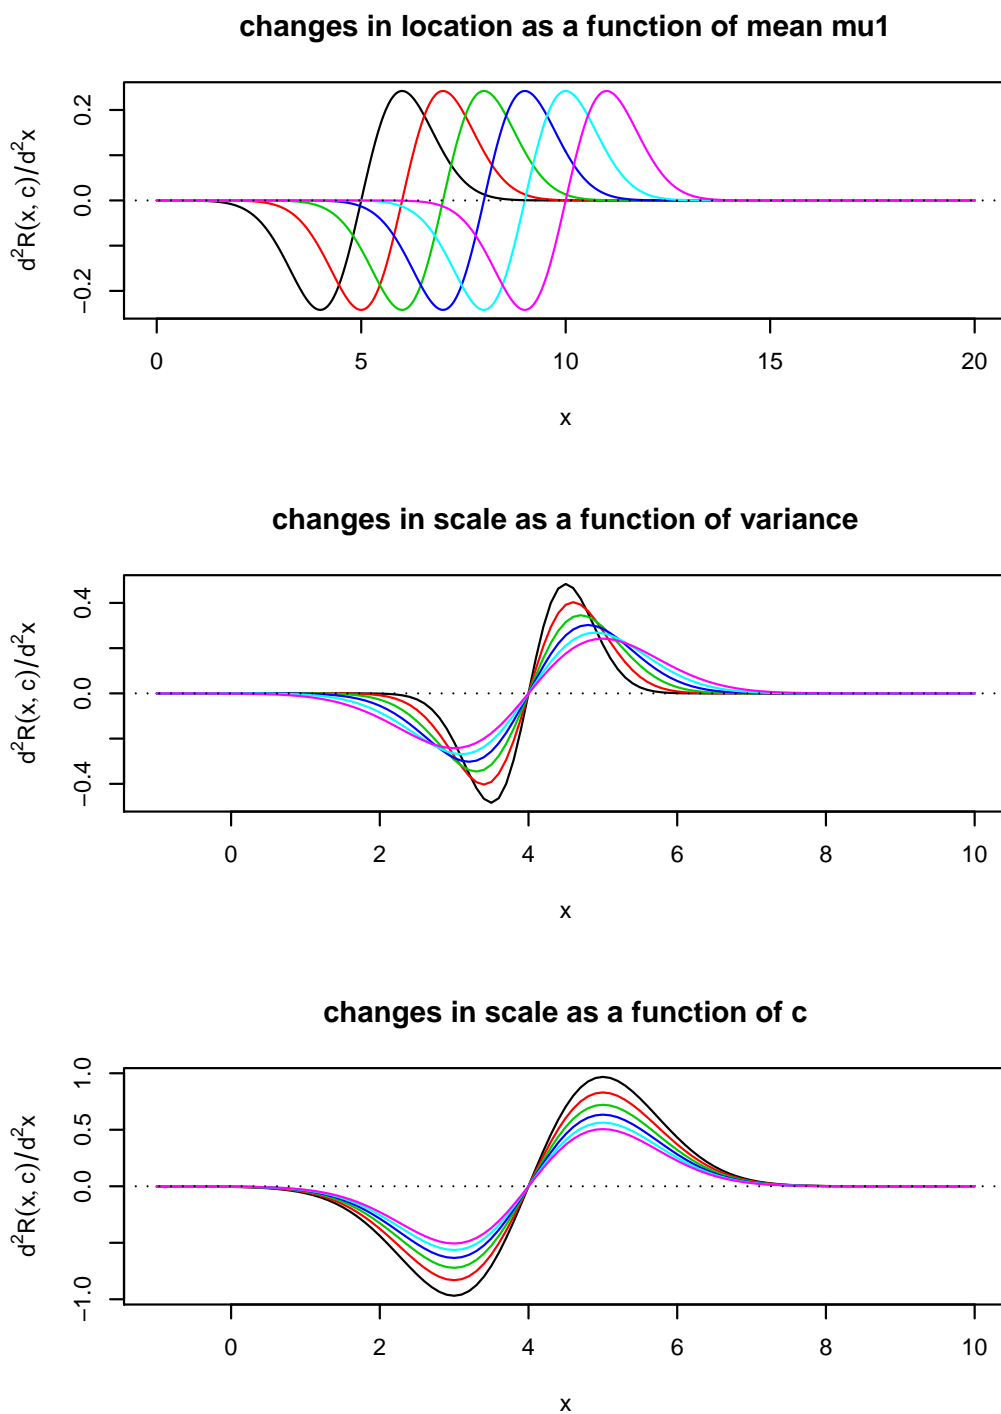 changes in location as a function of mean mu1
d²R(x, c)/d²x
0.2
0.0
−0.2
0 5 10 15 20
x
changes in scale as a function of variance
d²R(x, c)/d²x
0.4
0.0
−0.4
0 2 4 6 8 10
x
changes in scale as a function of c
d²R(x, c)/d²x
1.0
0.5
0.0
−1.0
0 2 4 6 8 10
x